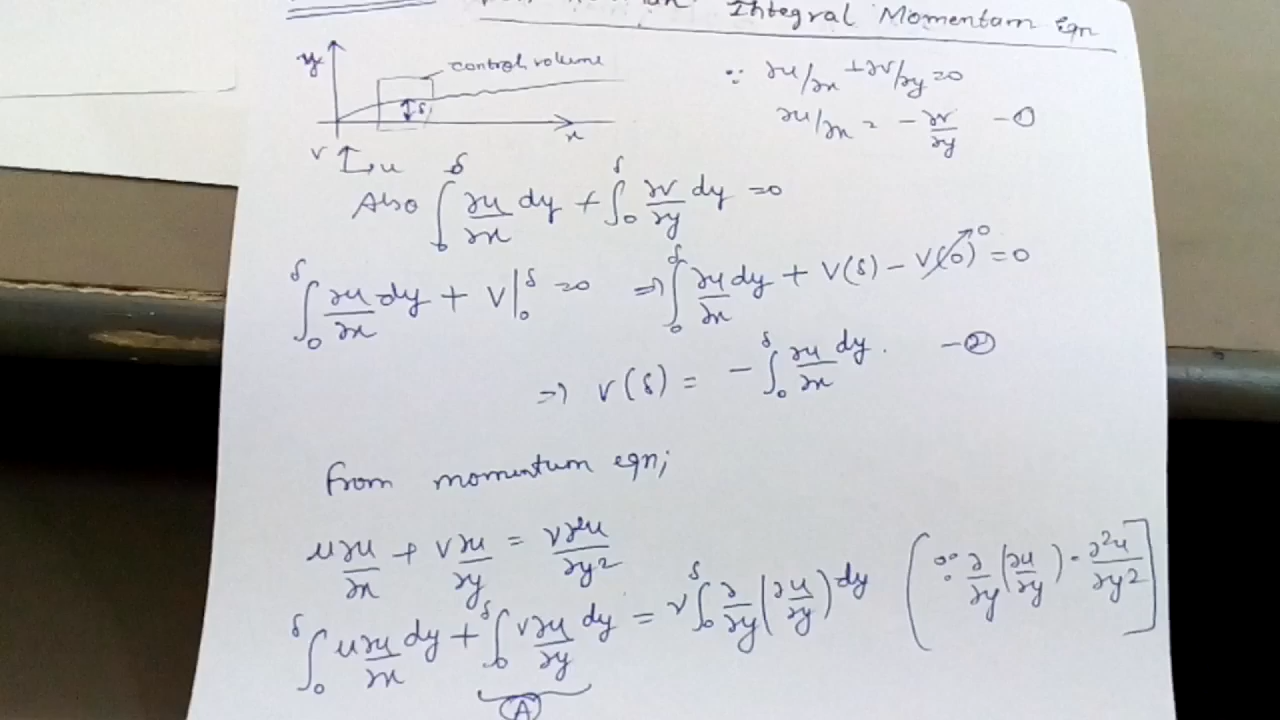 Integral Momentum Eqn
y
control volume
δ
x
v
u
∵ ∂u/∂x + ∂v/∂y = 0
∂u/∂x = - ∂v/∂y - ①
Also ∫₀^δ ∂u/∂x dy + ∫₀^δ ∂v/∂y dy = 0
∫₀^δ ∂u/∂x dy + v|₀^δ = 0 ⇒ ∫₀^δ ∂u/∂x dy + v(δ) - v(0)↗0 = 0
⇒ v(δ) = - ∫₀^δ ∂u/∂x dy. - ②
From momentum eqn;
u∂u/∂x + v∂u/∂y = ν∂²u/∂y²
∫₀^δ u∂u/∂x dy + ∫₀^δ v∂u/∂y dy = ν∫₀^δ ∂/∂y (∂u/∂y) dy [∵ ∂/∂y (∂u/∂y) = ∂²u/∂y²]
Ⓐ